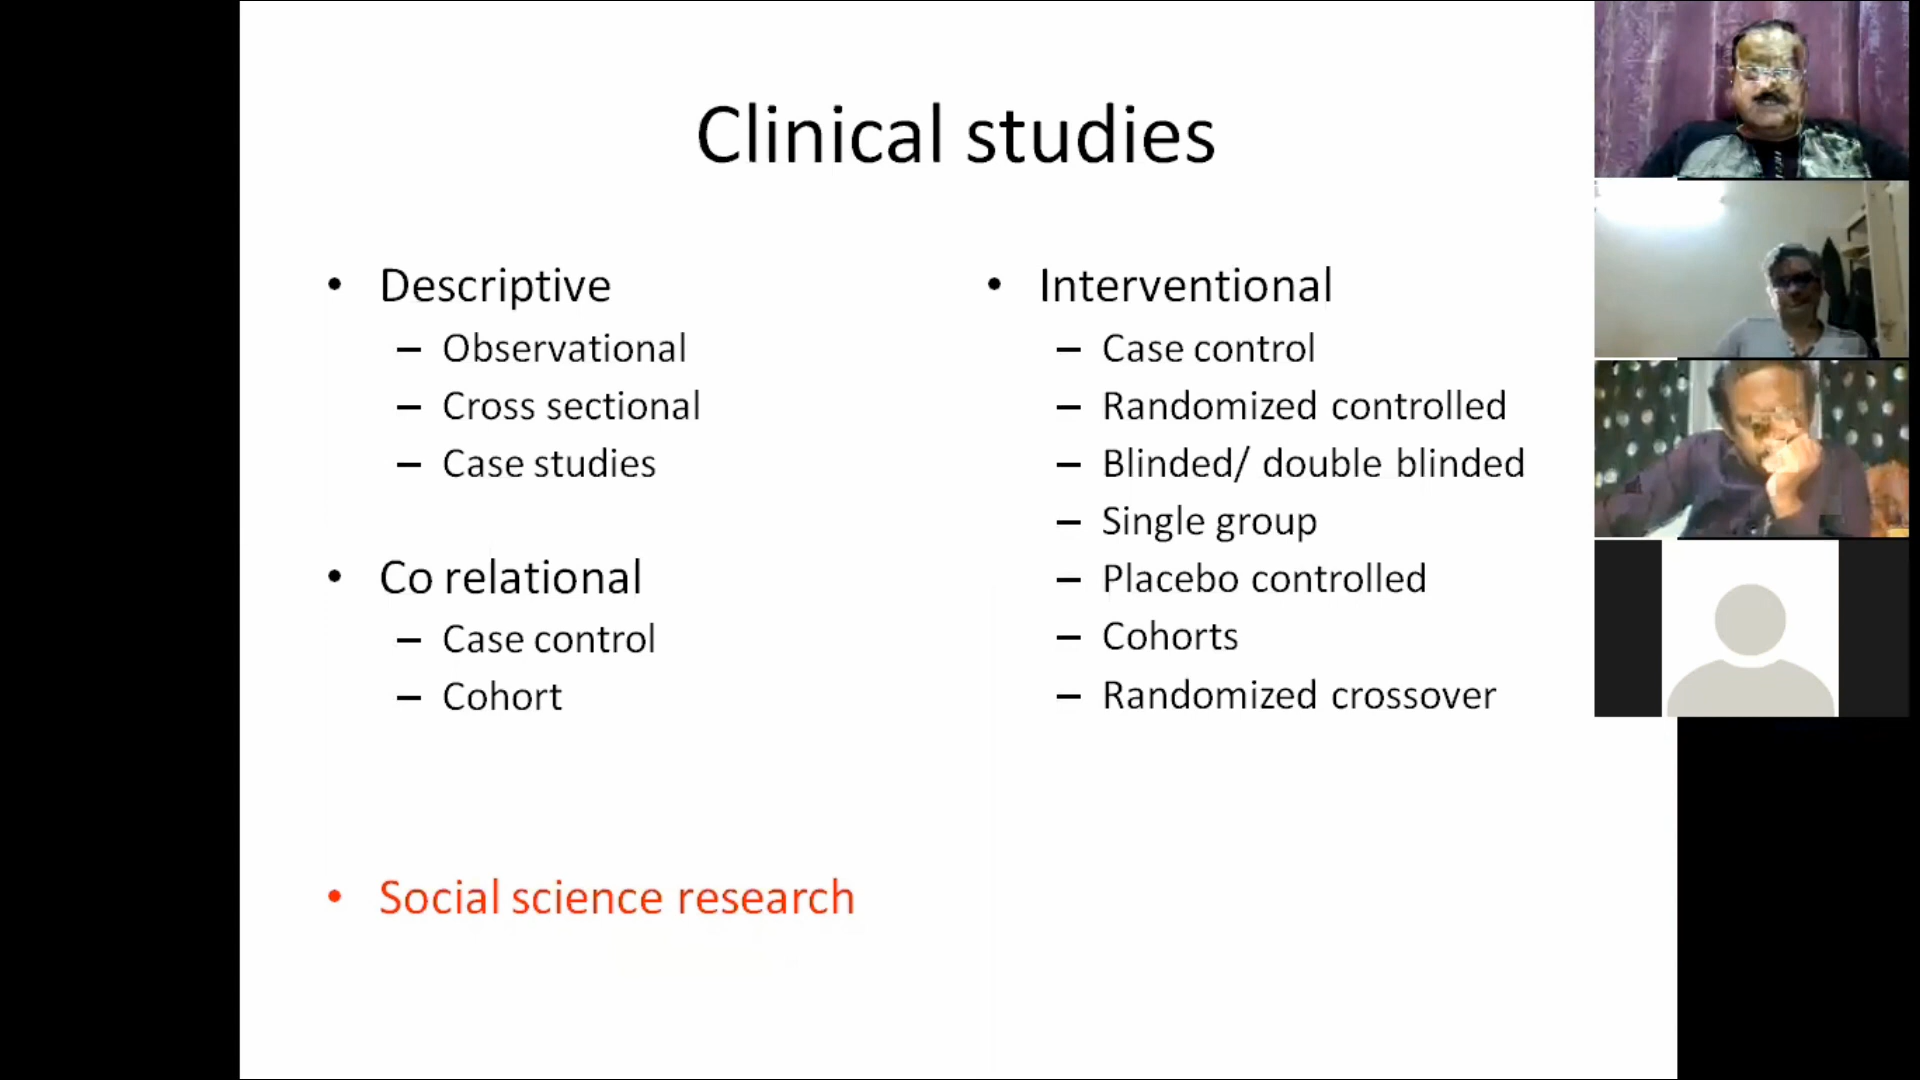 Clinical studies
• Descriptive
– Observational
– Cross sectional
– Case studies
• Co relational
– Case control
– Cohort
• Social science research
• Interventional
– Case control
– Randomized controlled
– Blinded/ double blinded
– Single group
– Placebo controlled
– Cohorts
– Randomized crossover